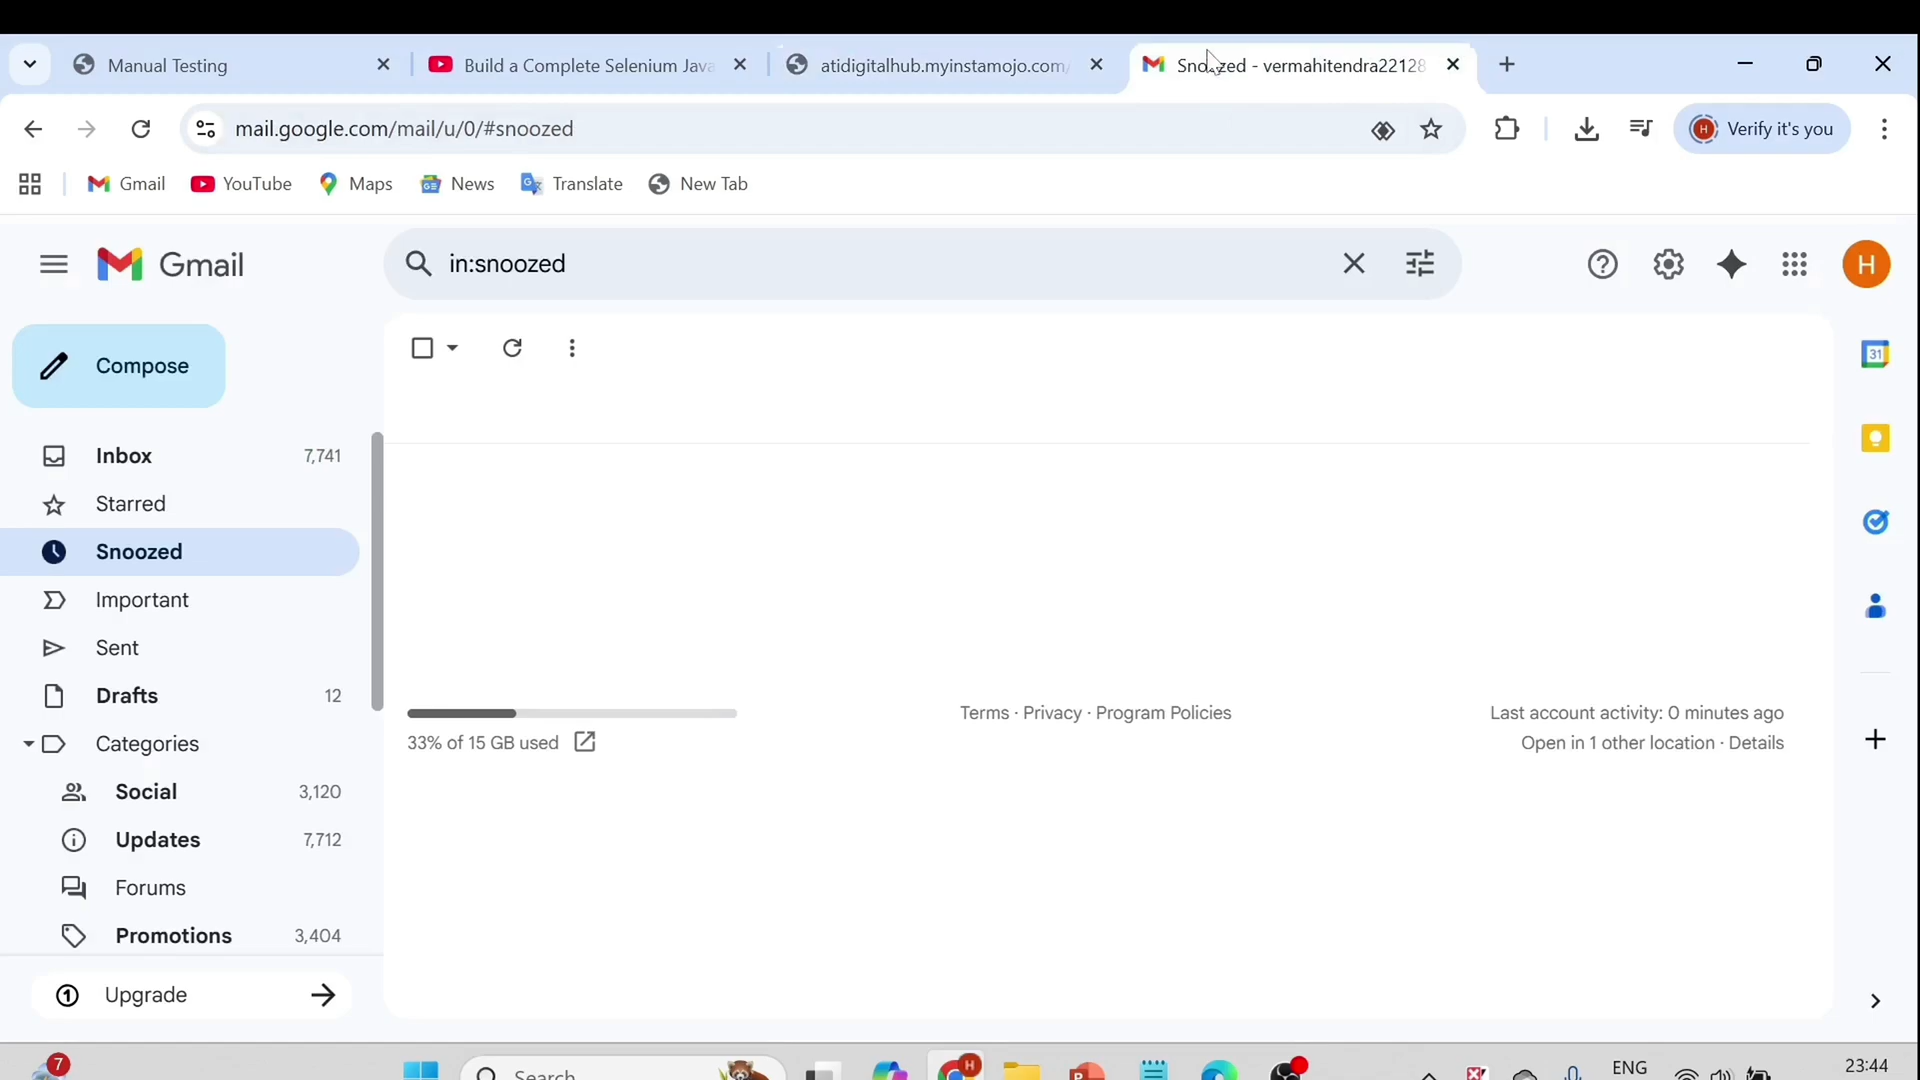 Manual Testing
Build a Complete Selenium Java
atidigitalhub.myinstamojo.com/
Snoozed - vermahitendra22128
mail.google.com/mail/u/0/#snoozed
Verify it's you
Gmail
YouTube
Maps
News
Translate
New Tab
Gmail
in:snoozed
H
Compose
Inbox 7,741
Starred
Snoozed
Important
Sent
Drafts 12
Categories
Social 3,120
Updates 7,712
Forums
Promotions 3,404
Upgrade
33% of 15 GB used
Terms · Privacy · Program Policies
Last account activity: 0 minutes ago
Open in 1 other location · Details
31
7
Search
H
ENG
23:44